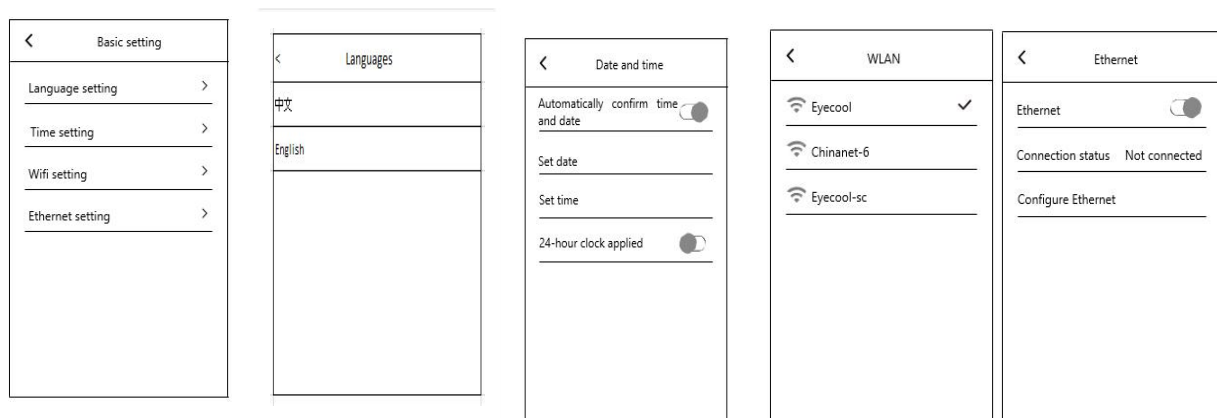 Basic setting
Language setting
Time setting
Wifi setting
Ethernet setting
Languages
中文
English
Date and time
Automatically confirm time
and date
Set date
Set time
24-hour clock applied
WLAN
Eyecool
Chinanet-6
Eyecool-sc
Ethernet
Ethernet
Connection status Not connected
Configure Ethernet